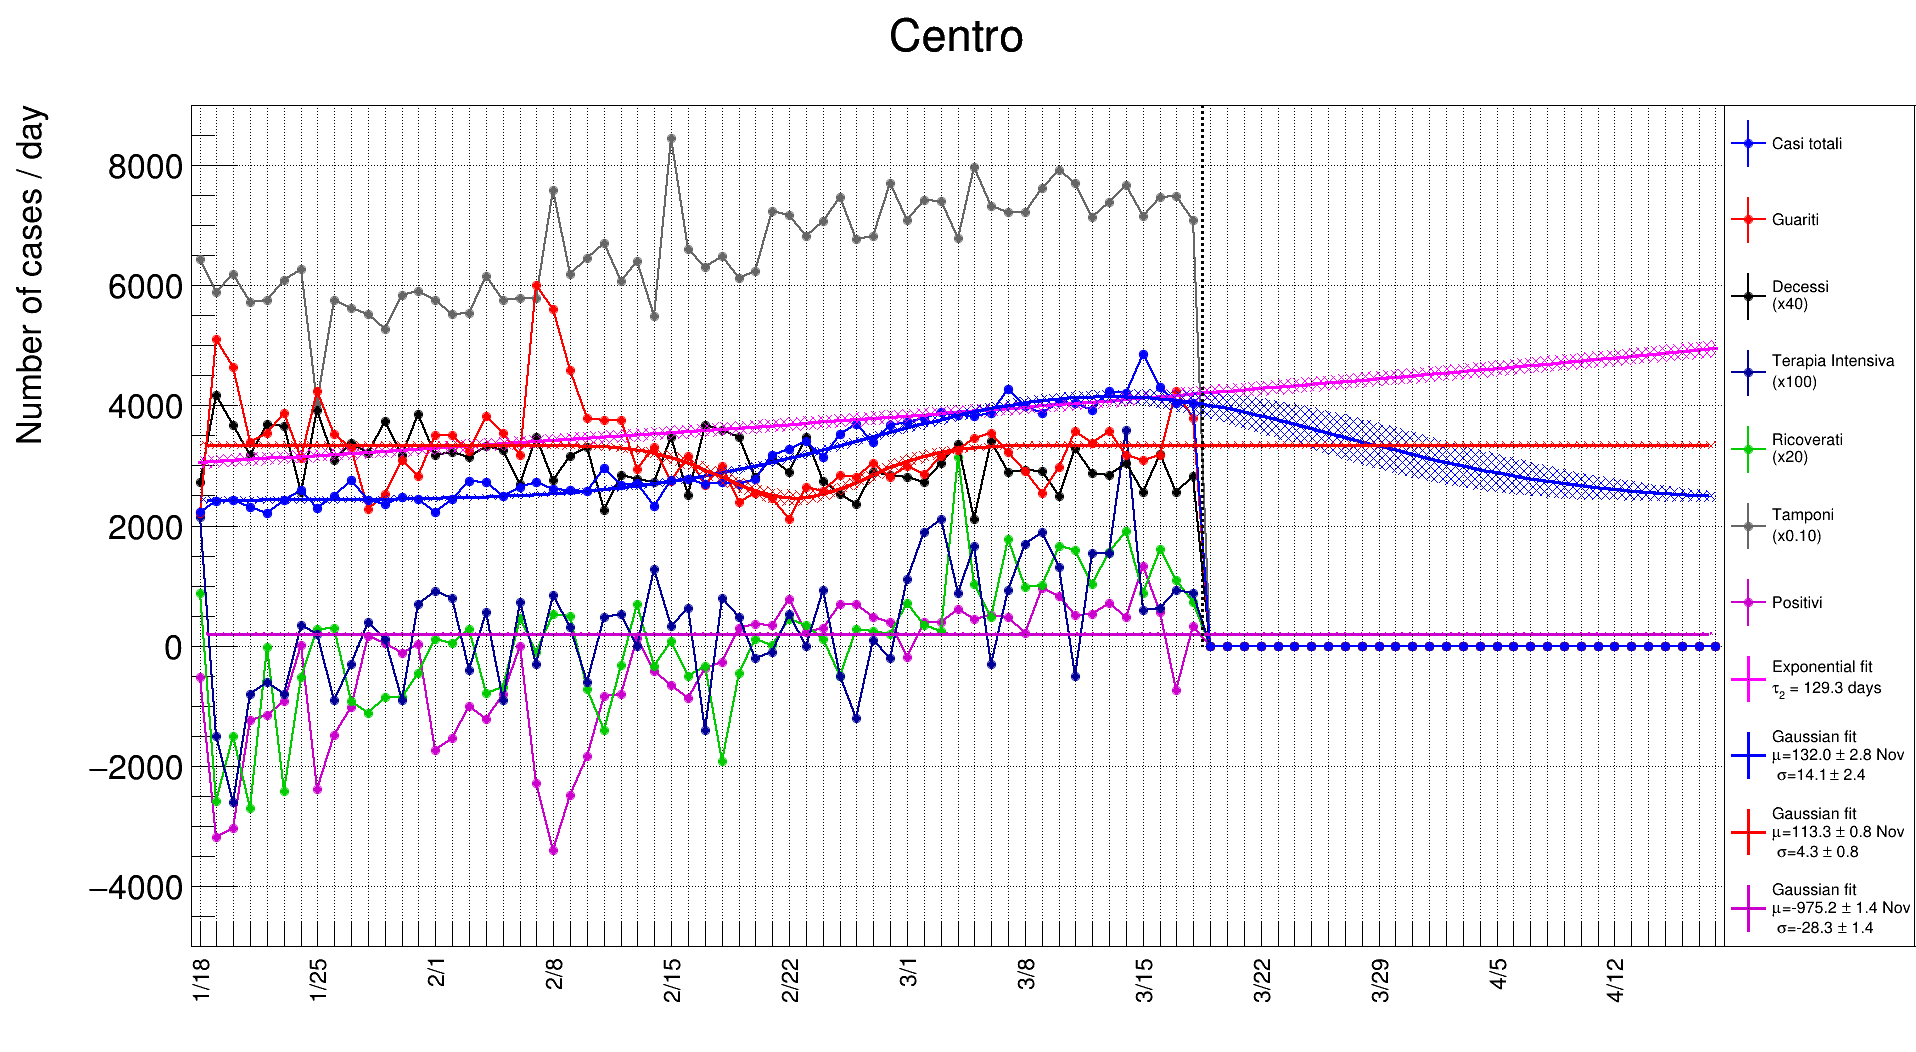 Centro
Number of cases / day
8000
6000
4000
2000
0
−2000
−4000
1/18
1/25
2/1
2/8
2/15
2/22
3/1
3/8
3/15
3/22
3/29
4/5
4/12
Casi totali
Guariti
Decessi
(x40)
Terapia Intensiva
(x100)
Ricoverati
(x20)
Tamponi
(x0.10)
Positivi
Exponential fit
τ2 = 129.3 days
Gaussian fit
μ=132.0 ± 2.8 Nov
σ=14.1 ± 2.4
Gaussian fit
μ=113.3 ± 0.8 Nov
σ=4.3 ± 0.8
Gaussian fit
μ=-975.2 ± 1.4 Nov
σ=-28.3 ± 1.4